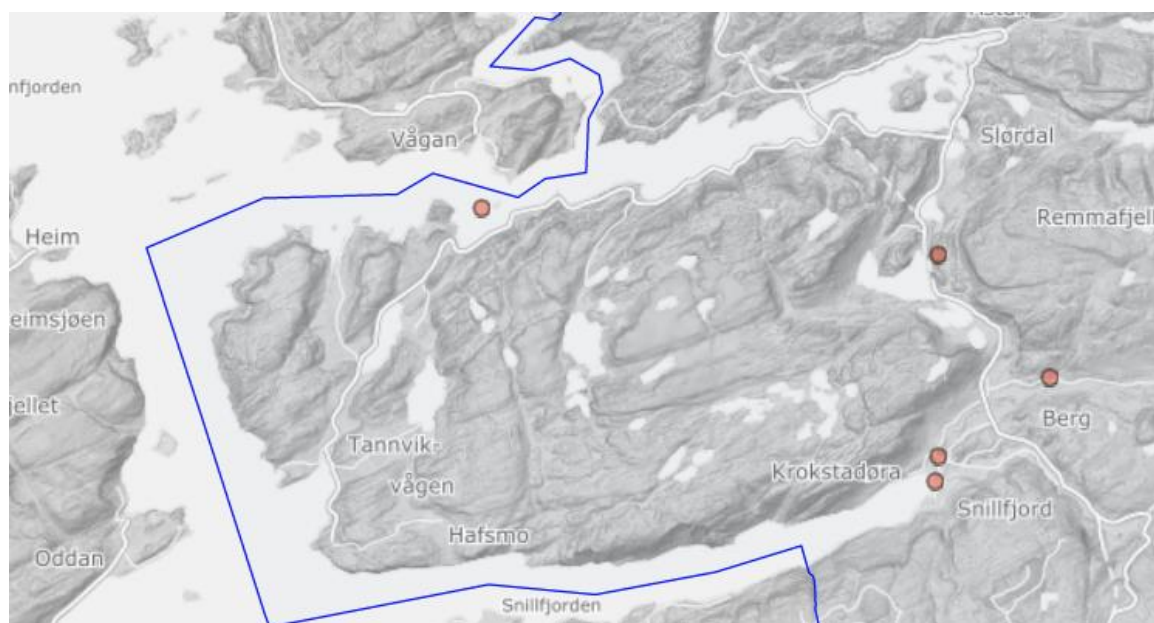 nfjorden
Vågan
Slørdal
Heim
Remmafjell
eimsjøen
jellet
Berg
Tannvik-
vågen
Krokstadøra
Hafsmo
Snillfjord
Oddan
Snillfjorden